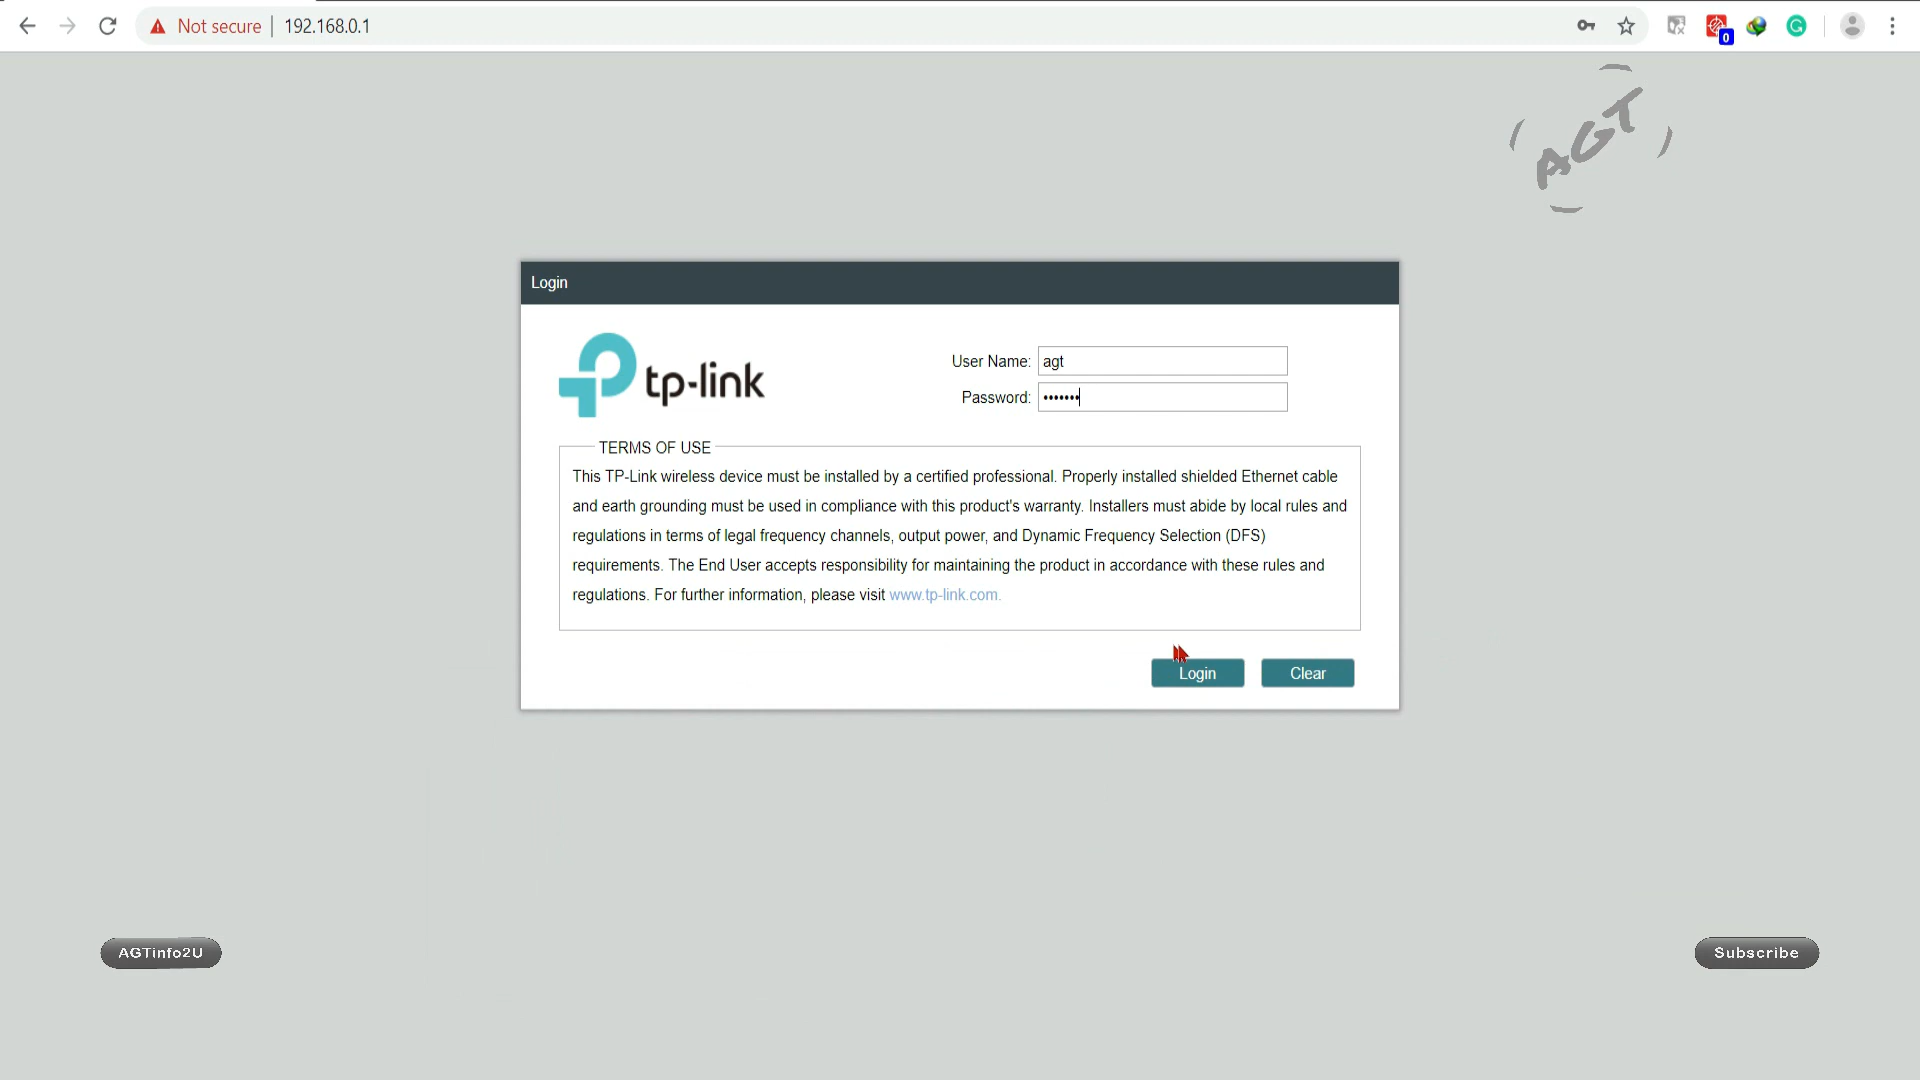 Not secure | 192.168.0.1
0
AGT
Login
tp-link
User Name: agt
Password: •••••••
TERMS OF USE
This TP-Link wireless device must be installed by a certified professional. Properly installed shielded Ethernet cable
and earth grounding must be used in compliance with this product's warranty. Installers must abide by local rules and
regulations in terms of legal frequency channels, output power, and Dynamic Frequency Selection (DFS)
requirements. The End User accepts responsibility for maintaining the product in accordance with these rules and
regulations. For further information, please visit www.tp-link.com.
Login Clear
AGTinfo2U Subscribe